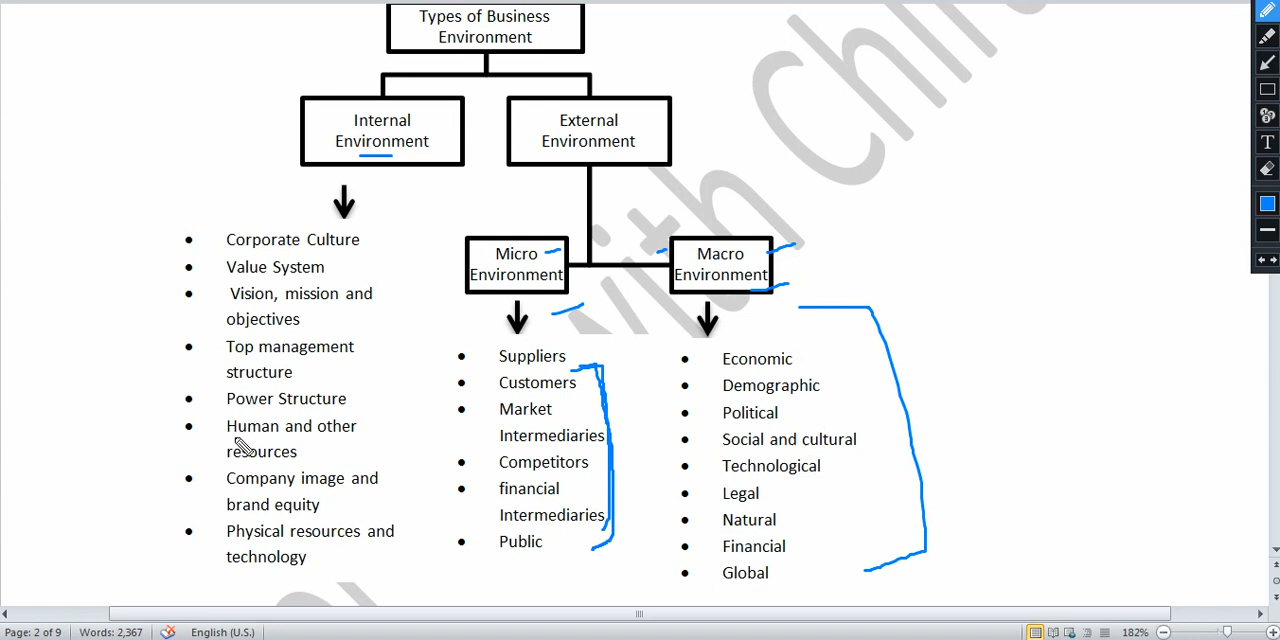 Types of Business
Environment
Internal
Environment
External
Environment
Micro
Environment
Macro
Environment
• Corporate Culture
• Value System
• Vision, mission and
objectives
• Top management
structure
• Power Structure
• Human and other
resources
• Company image and
brand equity
• Physical resources and
technology
• Suppliers
• Customers
• Market
Intermediaries
• Competitors
• financial
Intermediaries
• Public
• Economic
• Demographic
• Political
• Social and cultural
• Technological
• Legal
• Natural
• Financial
• Global
with Chi
T
Page: 2 of 9
Words: 2,367
English (U.S.)
182%